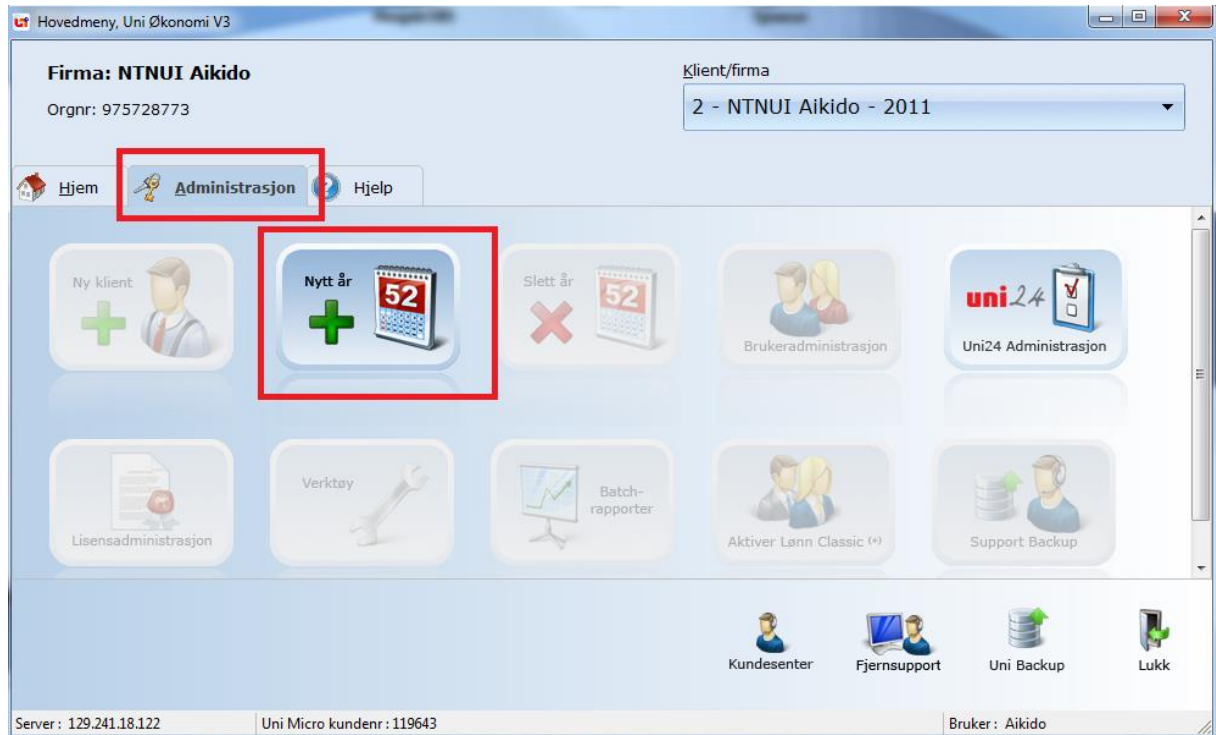 Hovedmeny, Uni Økonomi V3
Firma: NTNUI Aikido
Orgnr: 975728773
Klient/firma
2 - NTNUI Aikido - 2011
Hjem
Administrasjon
Hjelp
Ny klient
Nytt år
52
Slett år
52
Brukeradministrasjon
uni24
Uni24 Administrasjon
Lisensadministrasjon
Verktøy
Batch-
rapporter
Aktiver Lønn Classic (*)
Support Backup
Kundesenter
Fjernsupport
Uni Backup
Lukk
Server : 129.241.18.122
Uni Micro kundenr : 119643
Bruker : Aikido